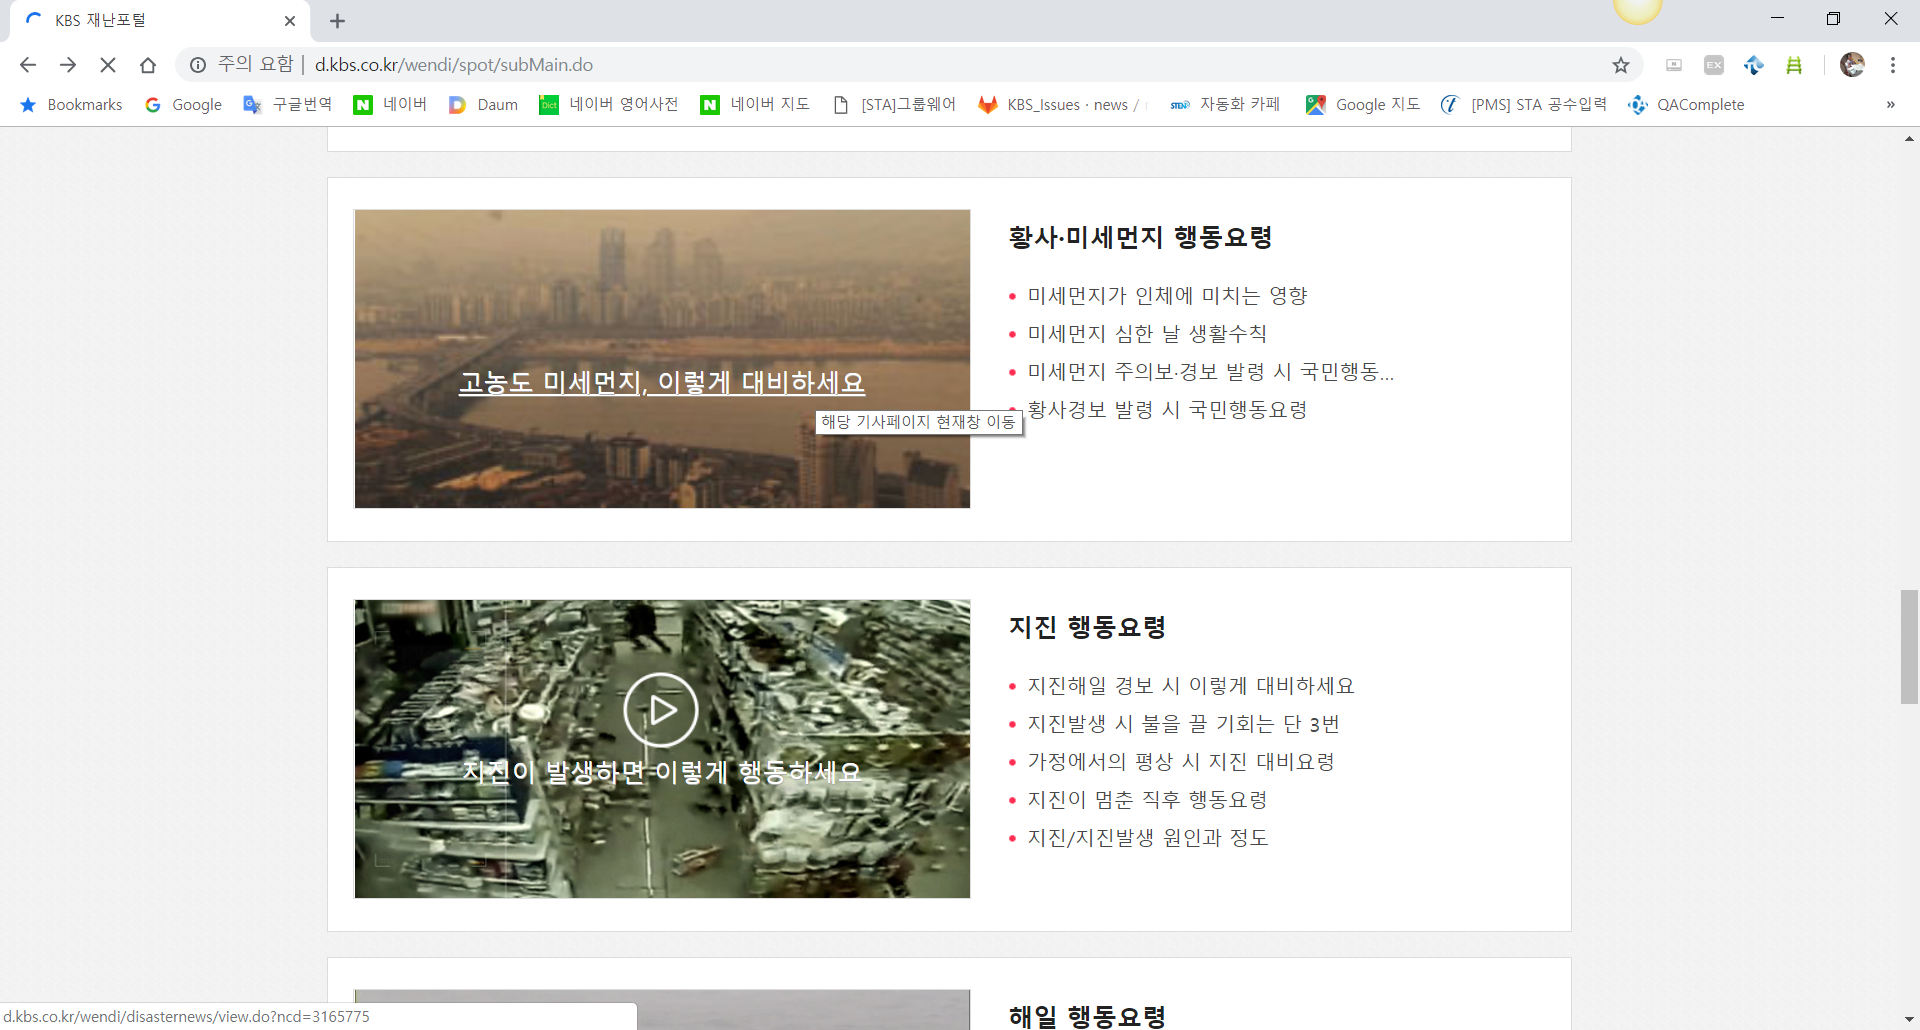 KBS 재난포털
주의 요함 | d.kbs.co.kr/wendi/spot/subMain.do
EX
Bookmarks Google 구글번역 네이버 Daum 네이버 영어사전 네이버 지도 [STA]그룹웨어 KBS_Issues · news / 자동화 카페 Google 지도 [PMS] STA 공수입력 QAComplete »
황사·미세먼지 행동요령
미세먼지가 인체에 미치는 영향
미세먼지 심한 날 생활수칙
미세먼지 주의보·경보 발령 시 국민행동...
황사경보 발령 시 국민행동요령
고농도 미세먼지, 이렇게 대비하세요
해당 기사페이지 현재창 이동
지진 행동요령
지진해일 경보 시 이렇게 대비하세요
지진발생 시 불을 끌 기회는 단 3번
가정에서의 평상 시 지진 대비요령
지진이 멈춘 직후 행동요령
지진/지진발생 원인과 정도
지진이 발생하면 이렇게 행동하세요
해일 행동요령
d.kbs.co.kr/wendi/disasternews/view.do?ncd=3165775